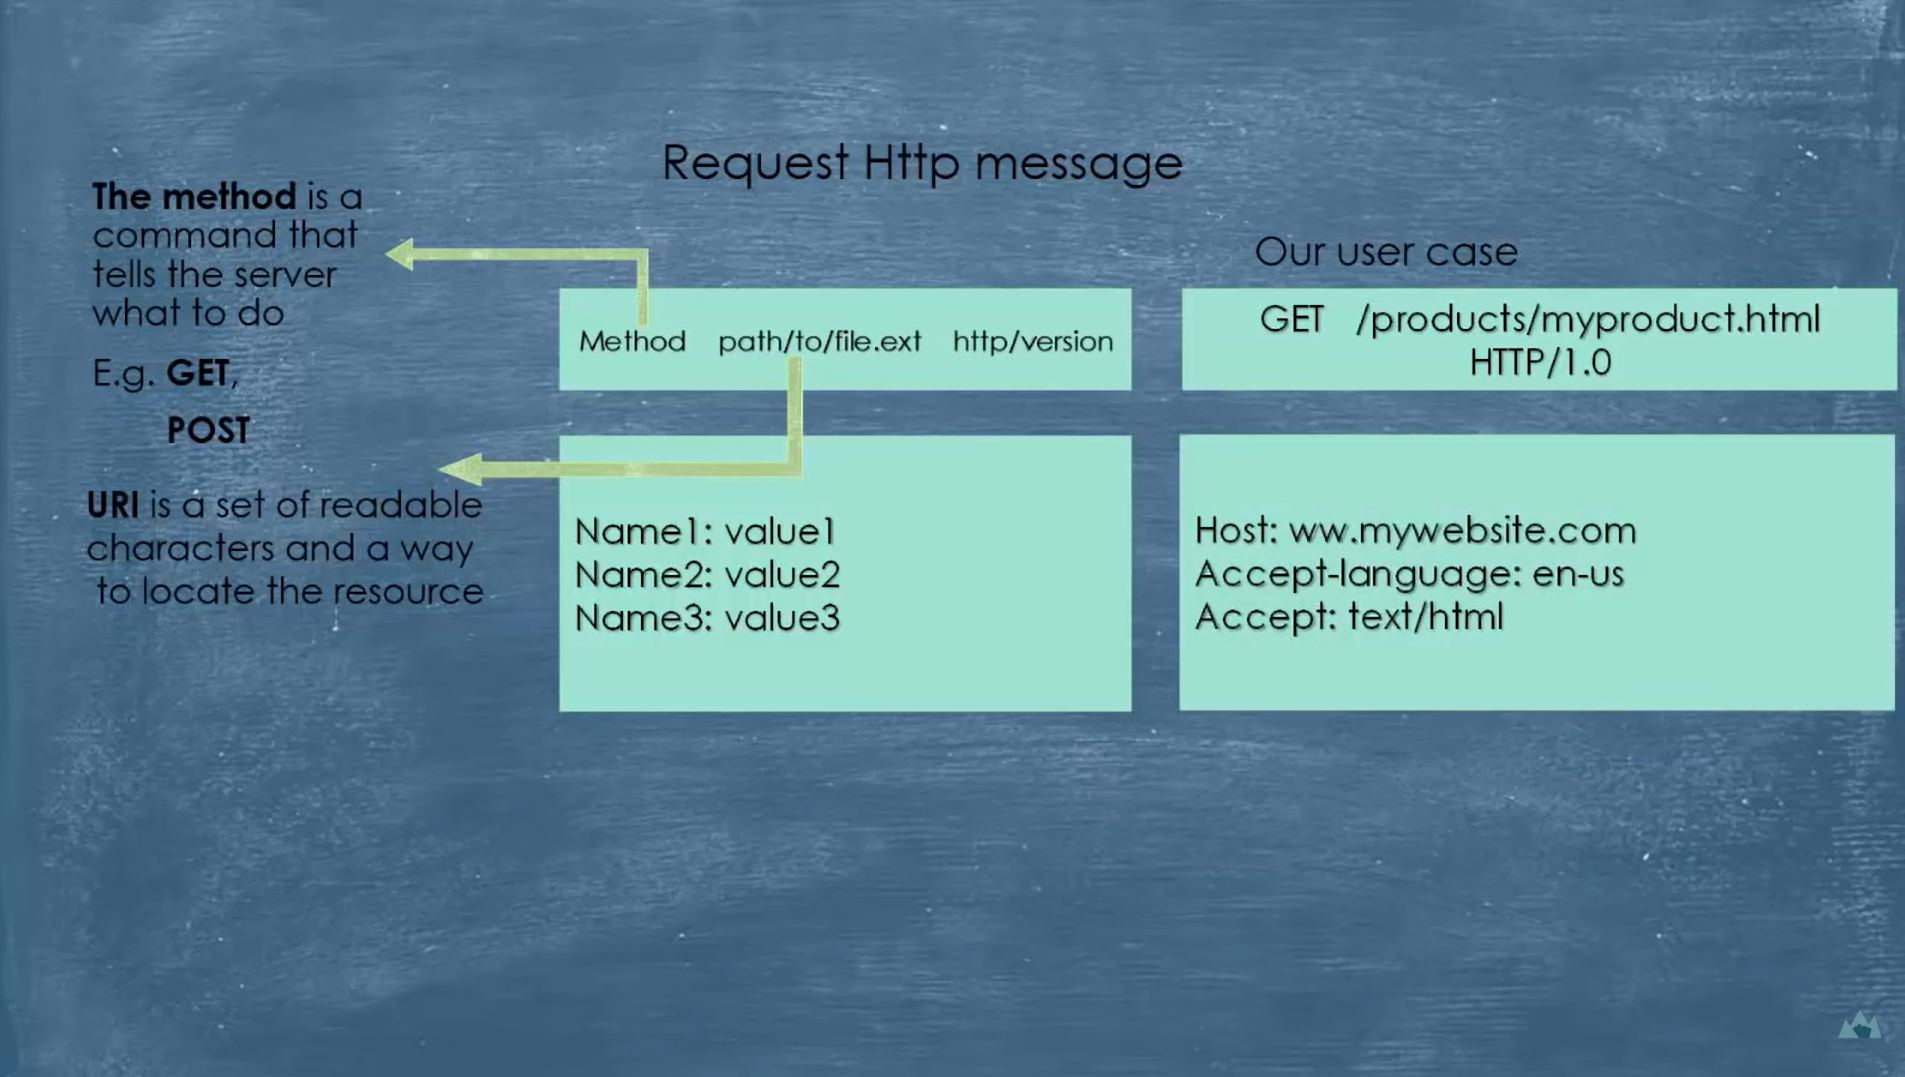 Request Http message
The method is a
command that
tells the server
what to do
E.g. GET,
POST
URI is a set of readable
characters and a way
to locate the resource
Method path/to/file.ext http/version
Name1: value1
Name2: value2
Name3: value3
Our user case
GET /products/myproduct.html
HTTP/1.0
Host: ww.mywebsite.com
Accept-language: en-us
Accept: text/html